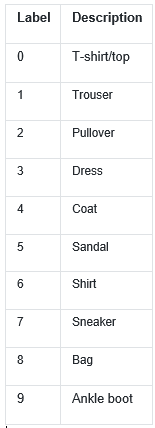 Label Description
0 T-shirt/top
1 Trouser
2 Pullover
3 Dress
4 Coat
5 Sandal
6 Shirt
7 Sneaker
8 Bag
9 Ankle boot